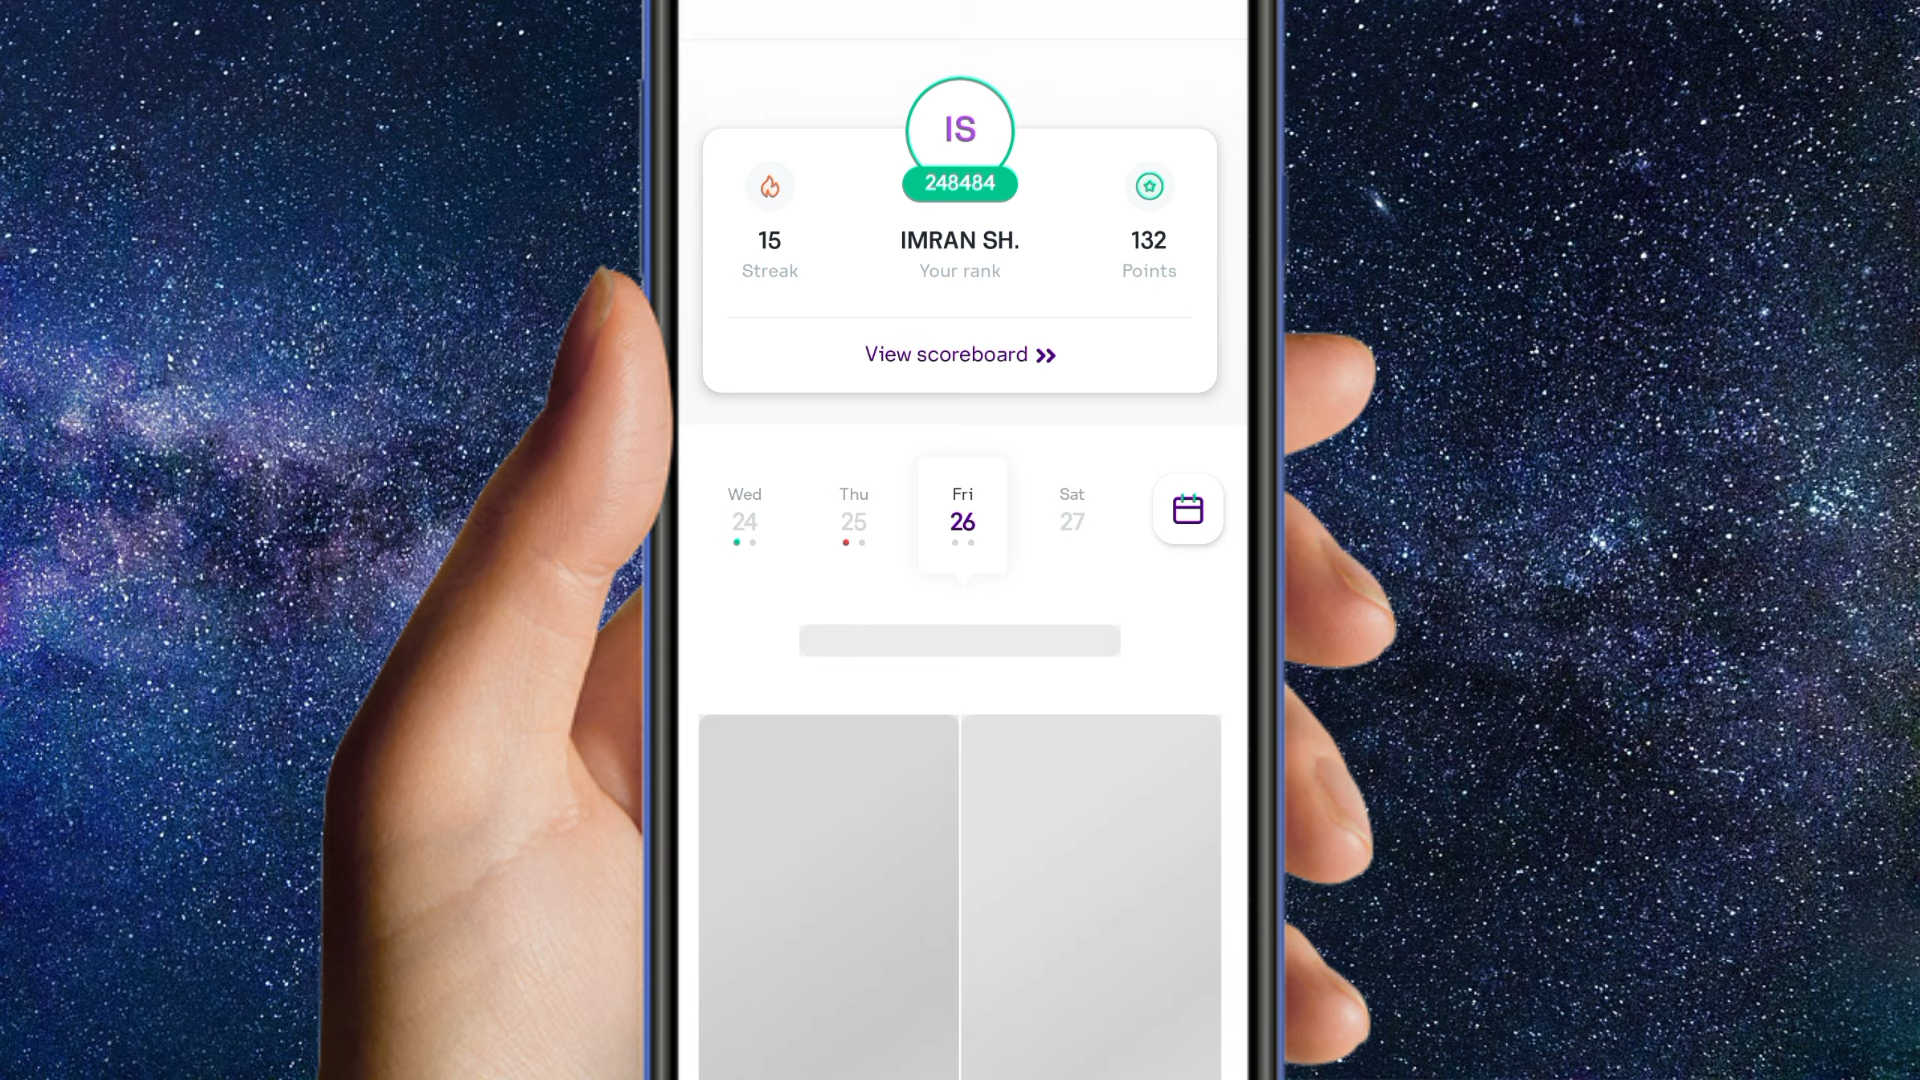 IS
248484
15
Streak
IMRAN SH.
Your rank
132
Points
View scoreboard
Wed
24
Thu
25
Fri
26
Sat
27